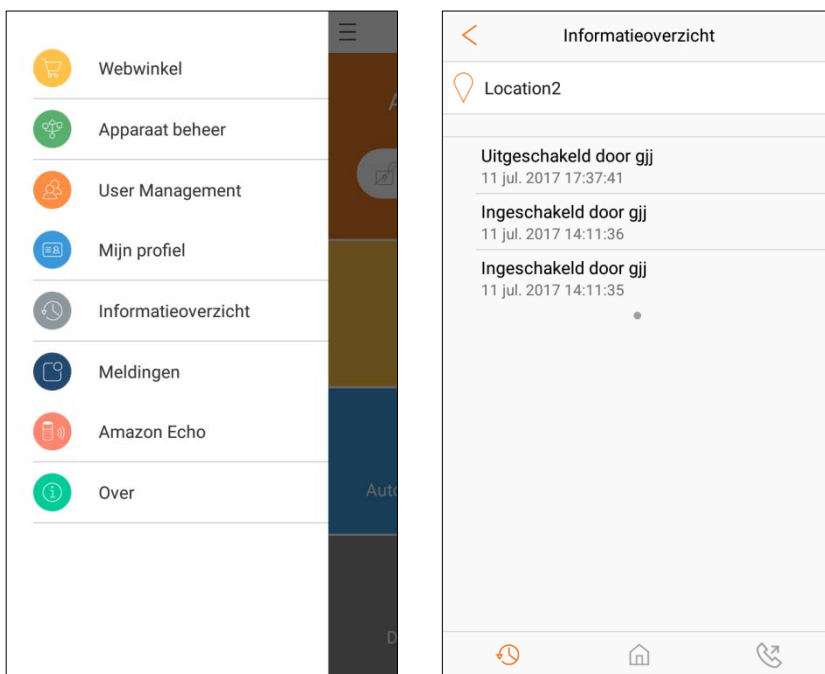 Webwinkel
Apparaat beheer
User Management
Mijn profiel
Informatieoverzicht
Meldingen
Amazon Echo
Over
A
Auto
D
Informatieoverzicht
Location2
Uitgeschakeld door gjj
11 jul. 2017 17:37:41
Ingeschakeld door gjj
11 jul. 2017 14:11:36
Ingeschakeld door gjj
11 jul. 2017 14:11:35